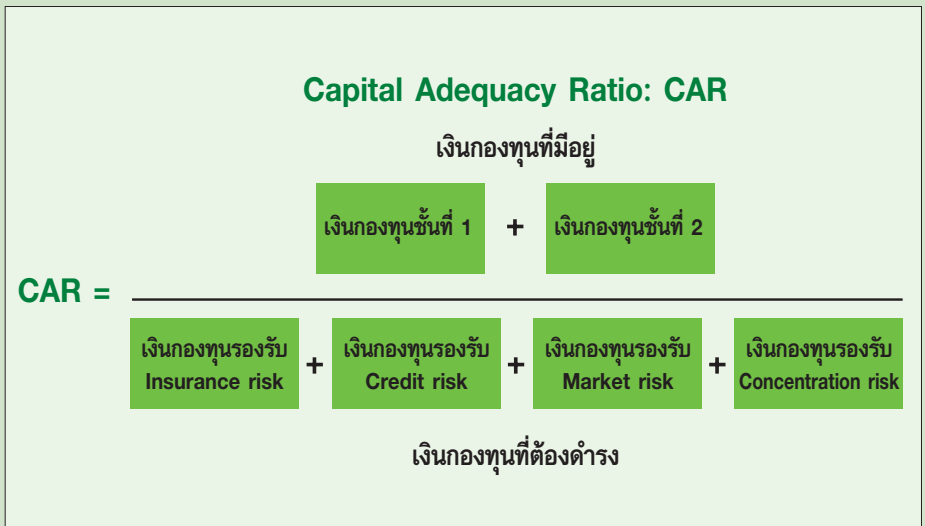 Capital Adequacy Ratio: CAR
เงินกองทุนที่มีอยู่
เงินกองทุนชั้นที่ 1 + เงินกองทุนชั้นที่ 2
CAR =
เงินกองทุนรองรับ + เงินกองทุนรองรับ + เงินกองทุนรองรับ + เงินกองทุนรองรับ
Insurance risk Credit risk Market risk Concentration risk
เงินกองทุนที่ต้องดำรง